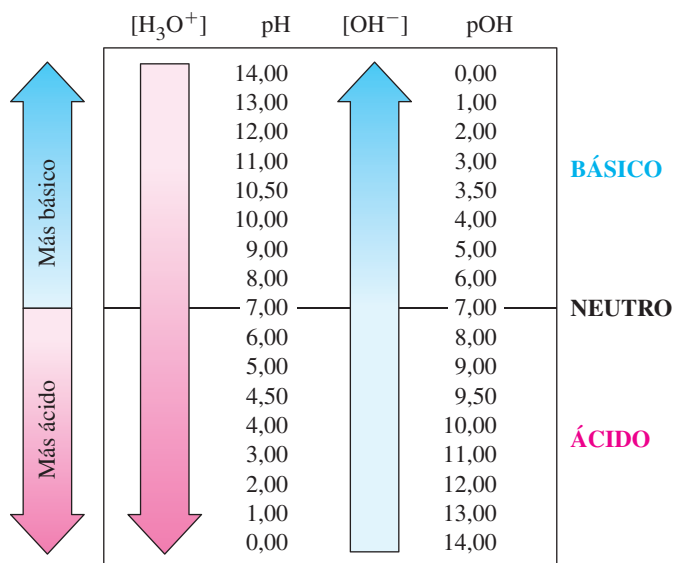 [H₃O⁺] pH [OH⁻] pOH
14,00 0,00
13,00 1,00
12,00 2,00
11,00 3,00 BÁSICO
10,50 3,50
10,00 4,00
9,00 5,00
8,00 6,00
7,00 7,00 NEUTRO
6,00 8,00
5,00 9,00
4,50 9,50
4,00 10,00 ÁCIDO
3,00 11,00
2,00 12,00
1,00 13,00
0,00 14,00
Más básico
Más ácido